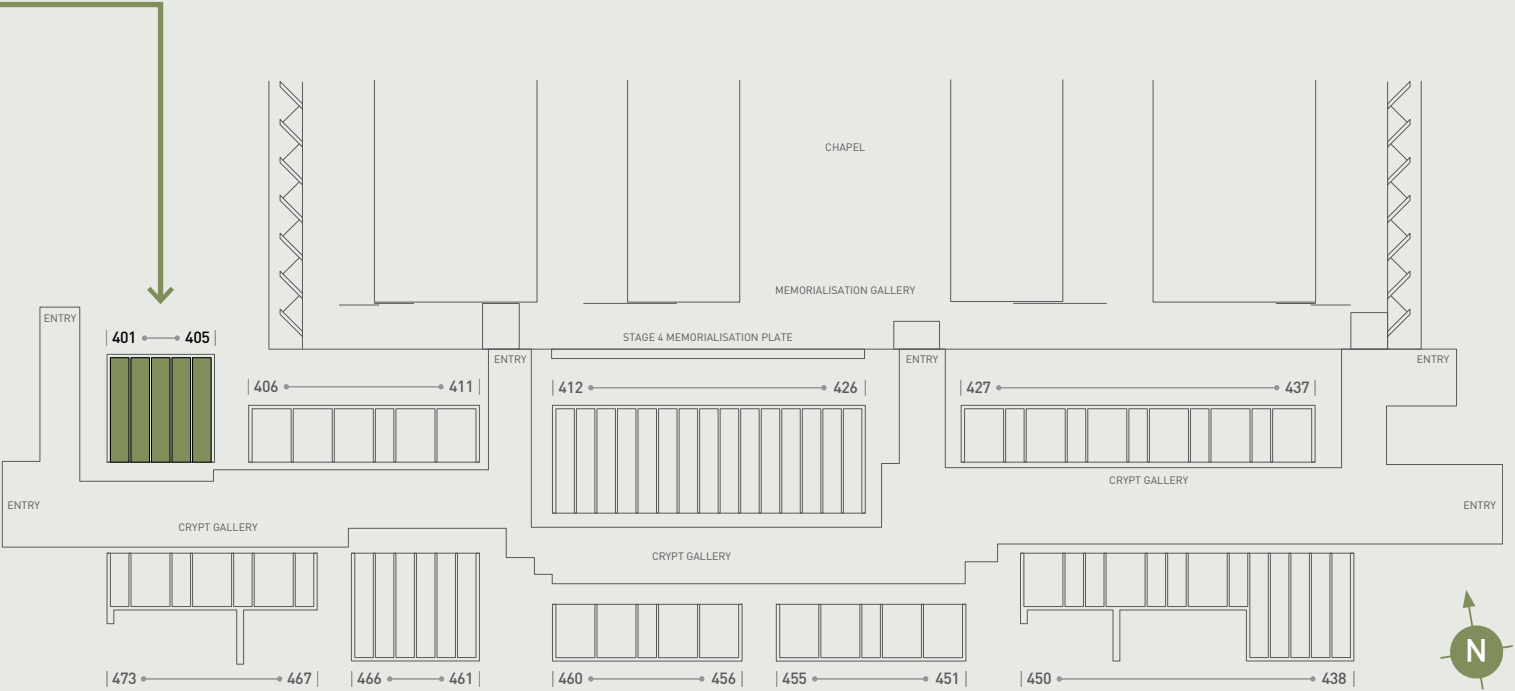 CHAPEL
MEMORIALISATION GALLERY
ENTRY
401 405
STAGE 4 MEMORIALISATION PLATE
ENTRY
ENTRY
ENTRY
406 411
412 426
427 437
CRYPT GALLERY
ENTRY
ENTRY
CRYPT GALLERY
CRYPT GALLERY
N
473 467
466 461
460 456
455 451
450 438